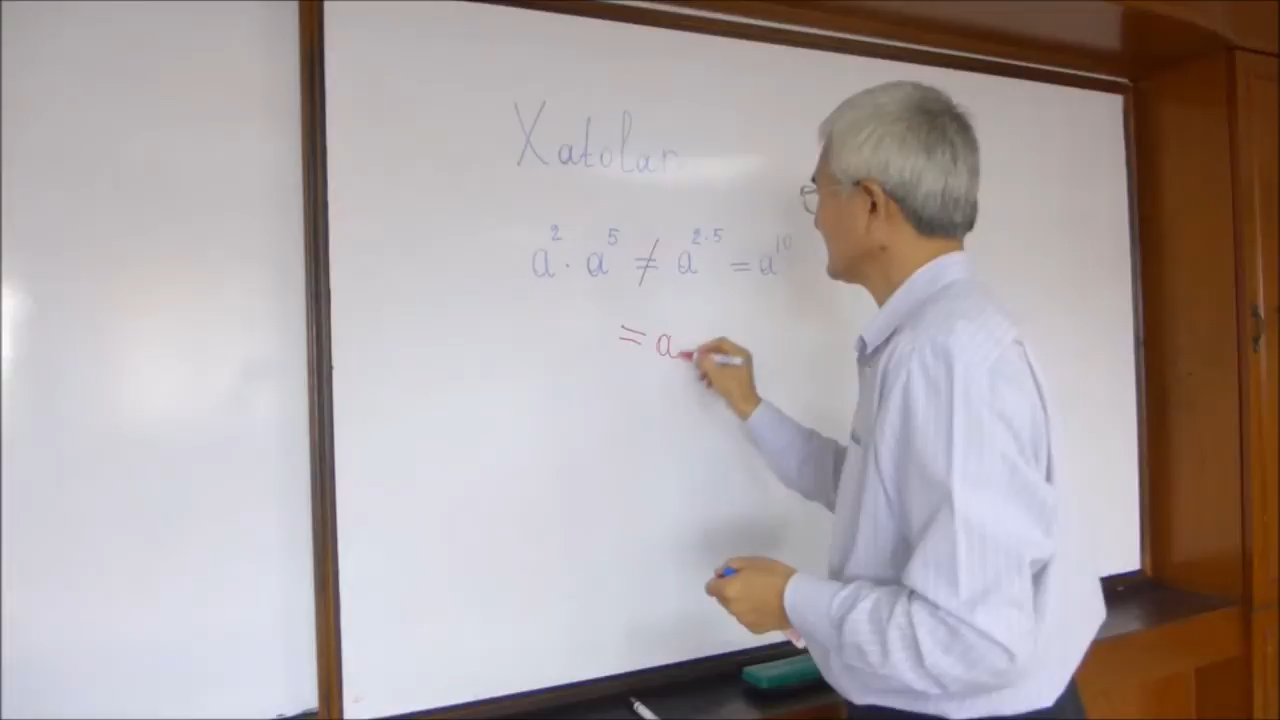 Xatolar
a² · a⁵ ≠ a²·⁵ = a¹⁰
= a